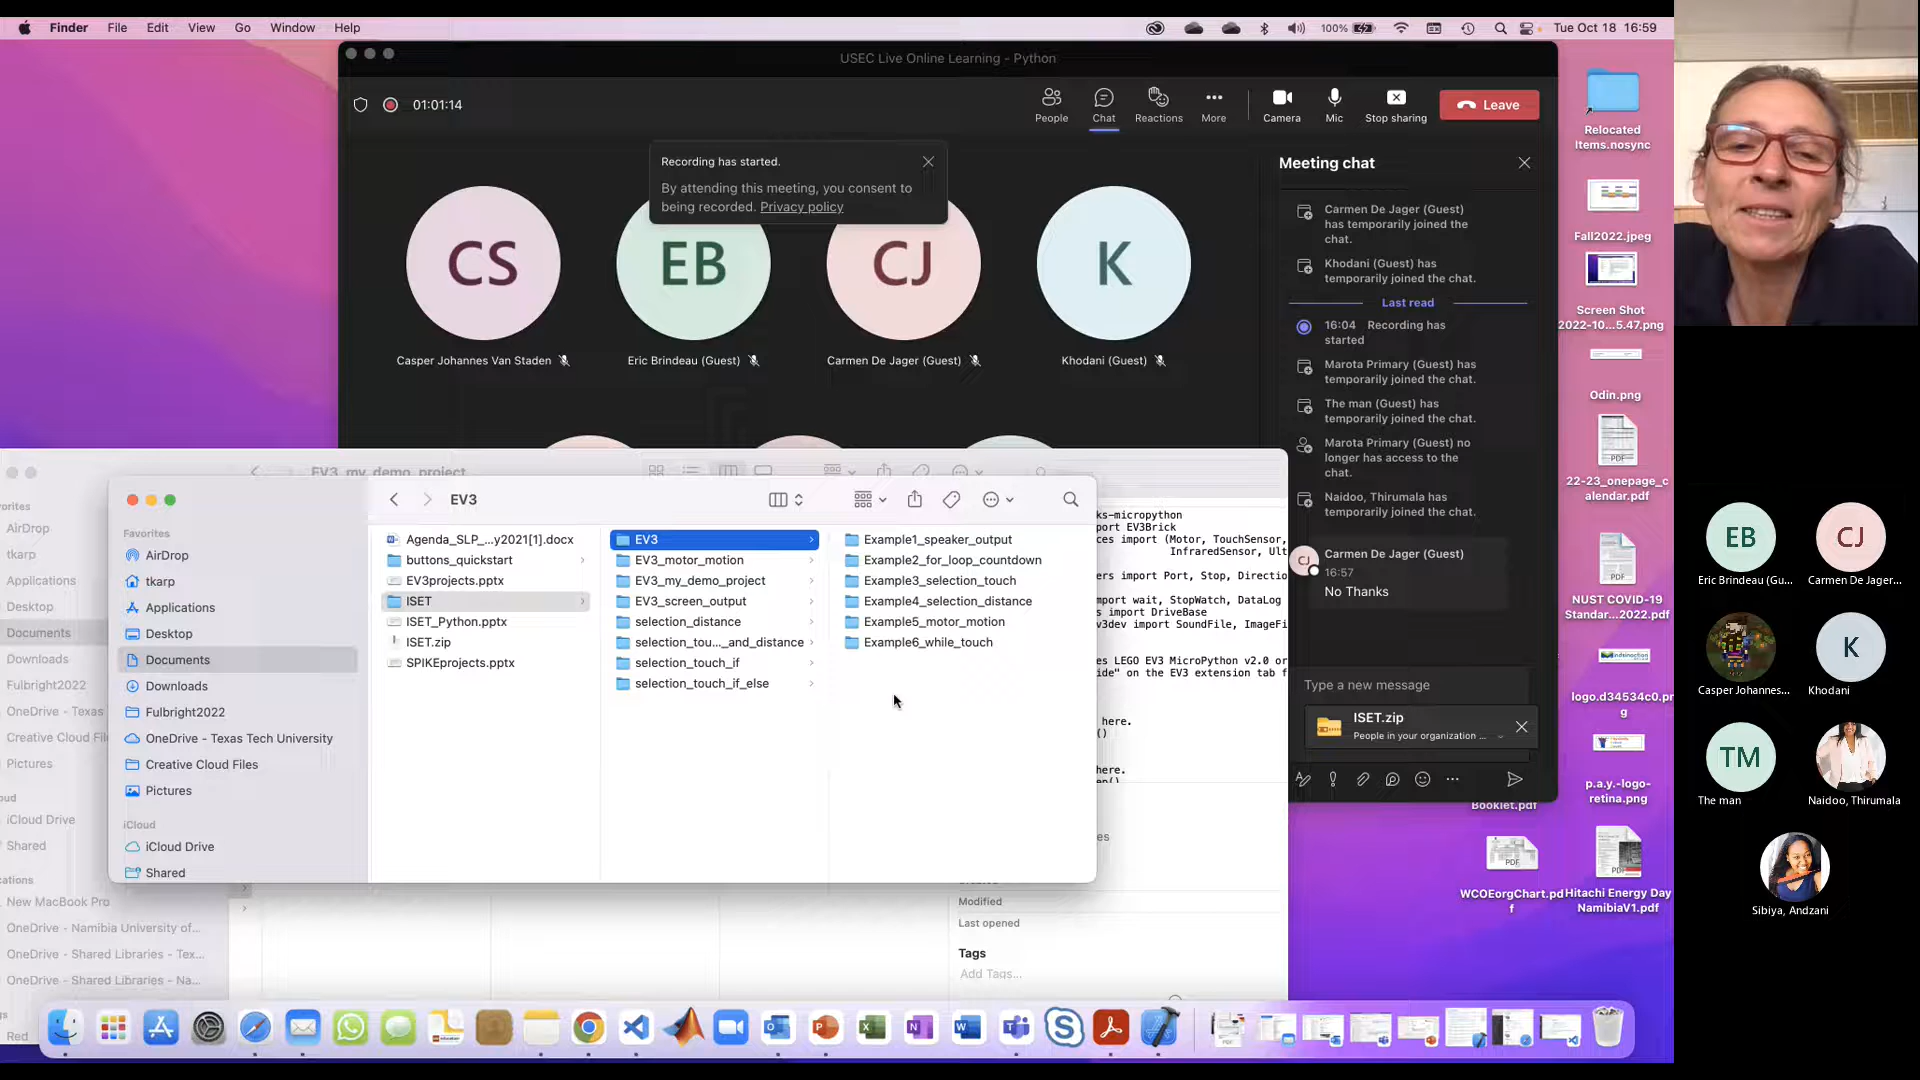 Finder File Edit View Go Window Help
100%
Tue Oct 18 16:59
USEC Live Online Learning - Python
01:01:14
People
Chat
Reactions
More
Camera
Mic
Stop sharing
Leave
Recording has started.
By attending this meeting, you consent to
being recorded. Privacy policy
CS
EB
CJ
K
Casper Johannes Van Staden
Eric Brindeau (Guest)
Carmen De Jager (Guest)
Khodani (Guest)
Meeting chat
Carmen De Jager (Guest)
has temporarily joined the
chat.
Khodani (Guest) has
temporarily joined the chat.
Last read
16:04 Recording has
started
Marota Primary (Guest) has
temporarily joined the chat.
The man (Guest) has
temporarily joined the chat.
Marota Primary (Guest) no
longer has access to the
chat.
Naidoo, Thirumala has
temporarily joined the chat.
CJ
Carmen De Jager (Guest)
16:57
No Thanks
Type a new message
ISET.zip
People in your organization ...
EV3_my_demo_project
vorites
AirDrop
tkarp
Applications
Desktop
Documents
Downloads
Fulbright2022
OneDrive - Texas
Creative Cloud Fil
Pictures
oud
iCloud Drive
Shared
cations
New MacBook Pro
OneDrive - Namibia University of...
OneDrive - Shared Libraries - Tex...
OneDrive - Shared Libraries - Na...
gs
Red
EV3
Favorites
AirDrop
tkarp
Applications
Desktop
Documents
Downloads
Fulbright2022
OneDrive - Texas Tech University
Creative Cloud Files
Pictures
iCloud
iCloud Drive
Shared
Agenda_SLP_...y2021[1].docx
buttons_quickstart
EV3projects.pptx
ISET
ISET_Python.pptx
ISET.zip
SPIKEprojects.pptx
EV3
EV3_motor_motion
EV3_my_demo_project
EV3_screen_output
selection_distance
selection_tou..._and_distance
selection_touch_if
selection_touch_if_else
Example1_speaker_output
Example2_for_loop_countdown
Example3_selection_touch
Example4_selection_distance
Example5_motor_motion
Example6_while_touch
ks-micropython
port EV3Brick
ces import (Motor, TouchSensor,
InfraredSensor, Ult
ers import Port, Stop, Directio
mport wait, StopWatch, DataLog
s import DriveBase
v3dev import SoundFile, ImageFi
es LEGO EV3 MicroPython v2.0 or
ide" on the EV3 extension tab f
here.
()
here.
es
Modified
Last opened
Tags
Add Tags...
Relocated
Items.nosync
Fall2022.jpeg
Screen Shot
2022-10...5.47.png
Odin.png
PDF
22-23_onepage_c
alendar.pdf
PDF
NUST COVID-19
Standar...2022.pdf
logo.d34534c0.pn
g
p.a.y.-logo-
retina.png
Booklet.pdf
PDF
WCOEorgChart.pd
f
PDF
Hitachi Energy Day
NamibiaV1.pdf
EB
Eric Brindeau (Gu...
CJ
Carmen De Jager...
Casper Johannes...
K
Khodani
TM
The man
Naidoo, Thirumala
Sibiya, Andzani